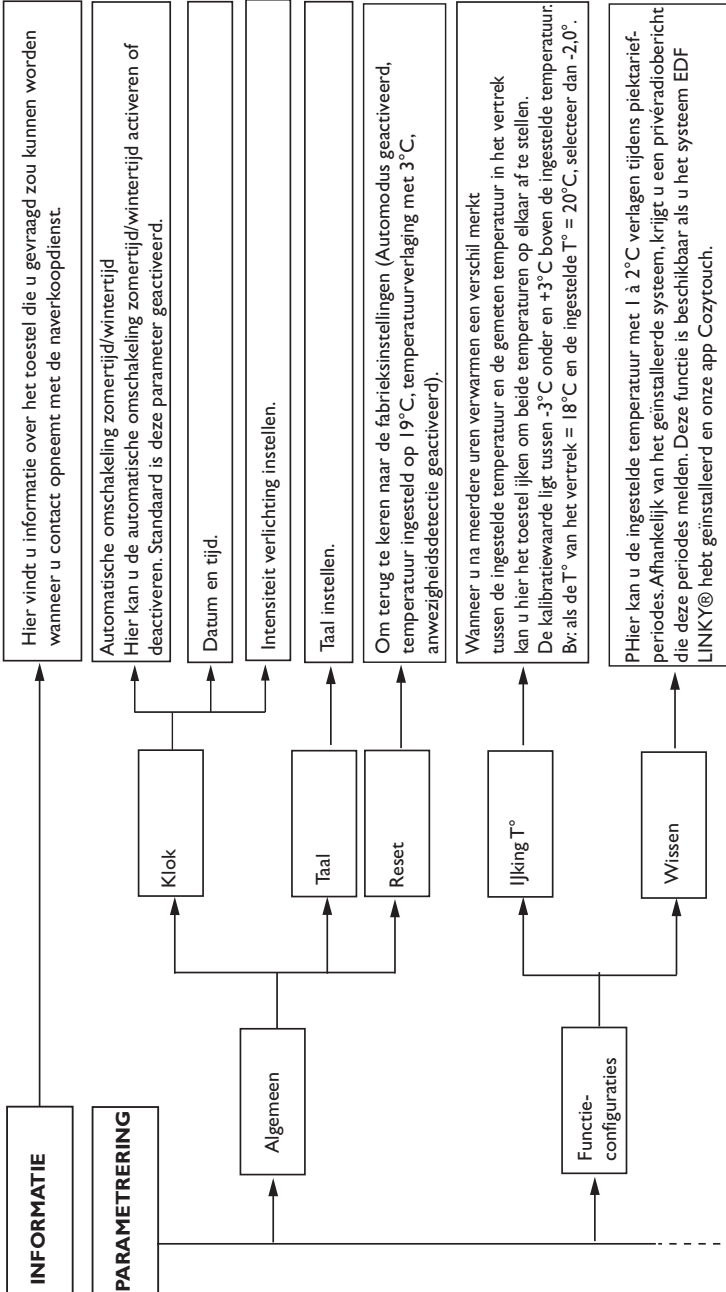 INFORMATIE
Hier vindt u informatie over het toestel die u gevraagd zou kunnen worden
wanneer u contact opneemt met de naverkoopdienst.
PARAMETRERING
Algemeen
Klok
Automatische omschakeling zomertijd/wintertijd
Hier kan u de automatische omschakeling zomertijd/wintertijd activeren of
deactiveren. Standaard is deze parameter geactiveerd.
Datum en tijd.
Intensiteit verlichting instellen.
Taal
Taal instellen.
Reset
Om terug te keren naar de fabrieksinstellingen (Automodus geactiveerd,
temperatuur ingesteld op 19°C, temperatuurverlaging met 3°C,
anwezigheidsdetectie geactiveerd).
Functie-
configuraties
IJking T°
Wanneer u na meerdere uren verwarmen een verschil merkt
tussen de ingestelde temperatuur en de gemeten temperatuur in het vertrek
kan u hier het toestel ijken om beide temperaturen op elkaar af te stellen.
De kalibratiewaarde ligt tussen -3°C onder en +3°C boven de ingestelde temperatuur.
Bv: als de T° van het vertrek = 18°C en de ingestelde T° = 20°C, selecteer dan -2,0°.
Wissen
PHier kan u de ingestelde temperatuur met 1 à 2°C verlagen tijdens piektarief-
periodes. Afhankelijk van het geïnstalleerde systeem, krijgt u een privéradiobericht
die deze periodes melden. Deze functie is beschikbaar als u het systeem EDF
LINKY® hebt geïnstalleerd en onze app Cozytouch.